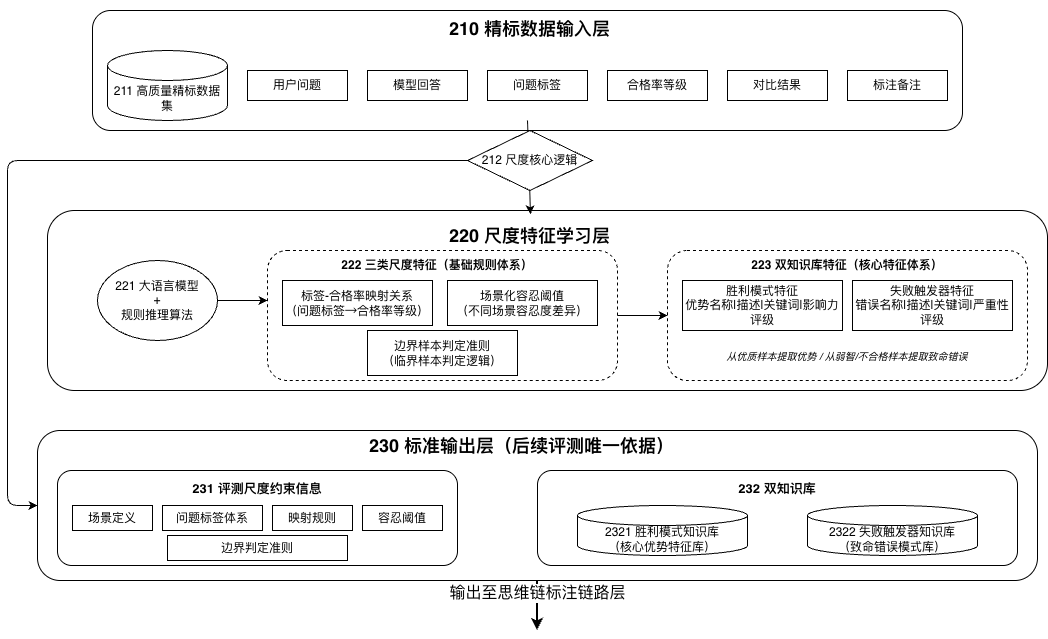 210 精标数据输入层
211 高质量精标数据
集
用户问题
模型回答
问题标签
合格率等级
对比结果
标注备注
212 尺度核心逻辑
220 尺度特征学习层
221 大语言模型
+
规则推理算法
222 三类尺度特征（基础规则体系）
标签-合格率映射关系
(问题标签→合格率等级)
场景化容忍阈值
(不同场景容忍度差异)
边界样本判定准则
(临界样本判定逻辑)
223 双知识库特征（核心特征体系）
胜利模式特征
优势名称|描述|关键词|影响力
评级
失败触发器特征
错误名称|描述|关键词|严重性
评级
从优质样本提取优势 / 从弱智/不合格样本提取致命错误
230 标准输出层（后续评测唯一依据）
231 评测尺度约束信息
场景定义
问题标签体系
映射规则
容忍阈值
边界判定准则
232 双知识库
2321 胜利模式知识库
(核心优势特征库)
2322 失败触发器知识库
(致命错误模式库)
输出至思维链标注链路层